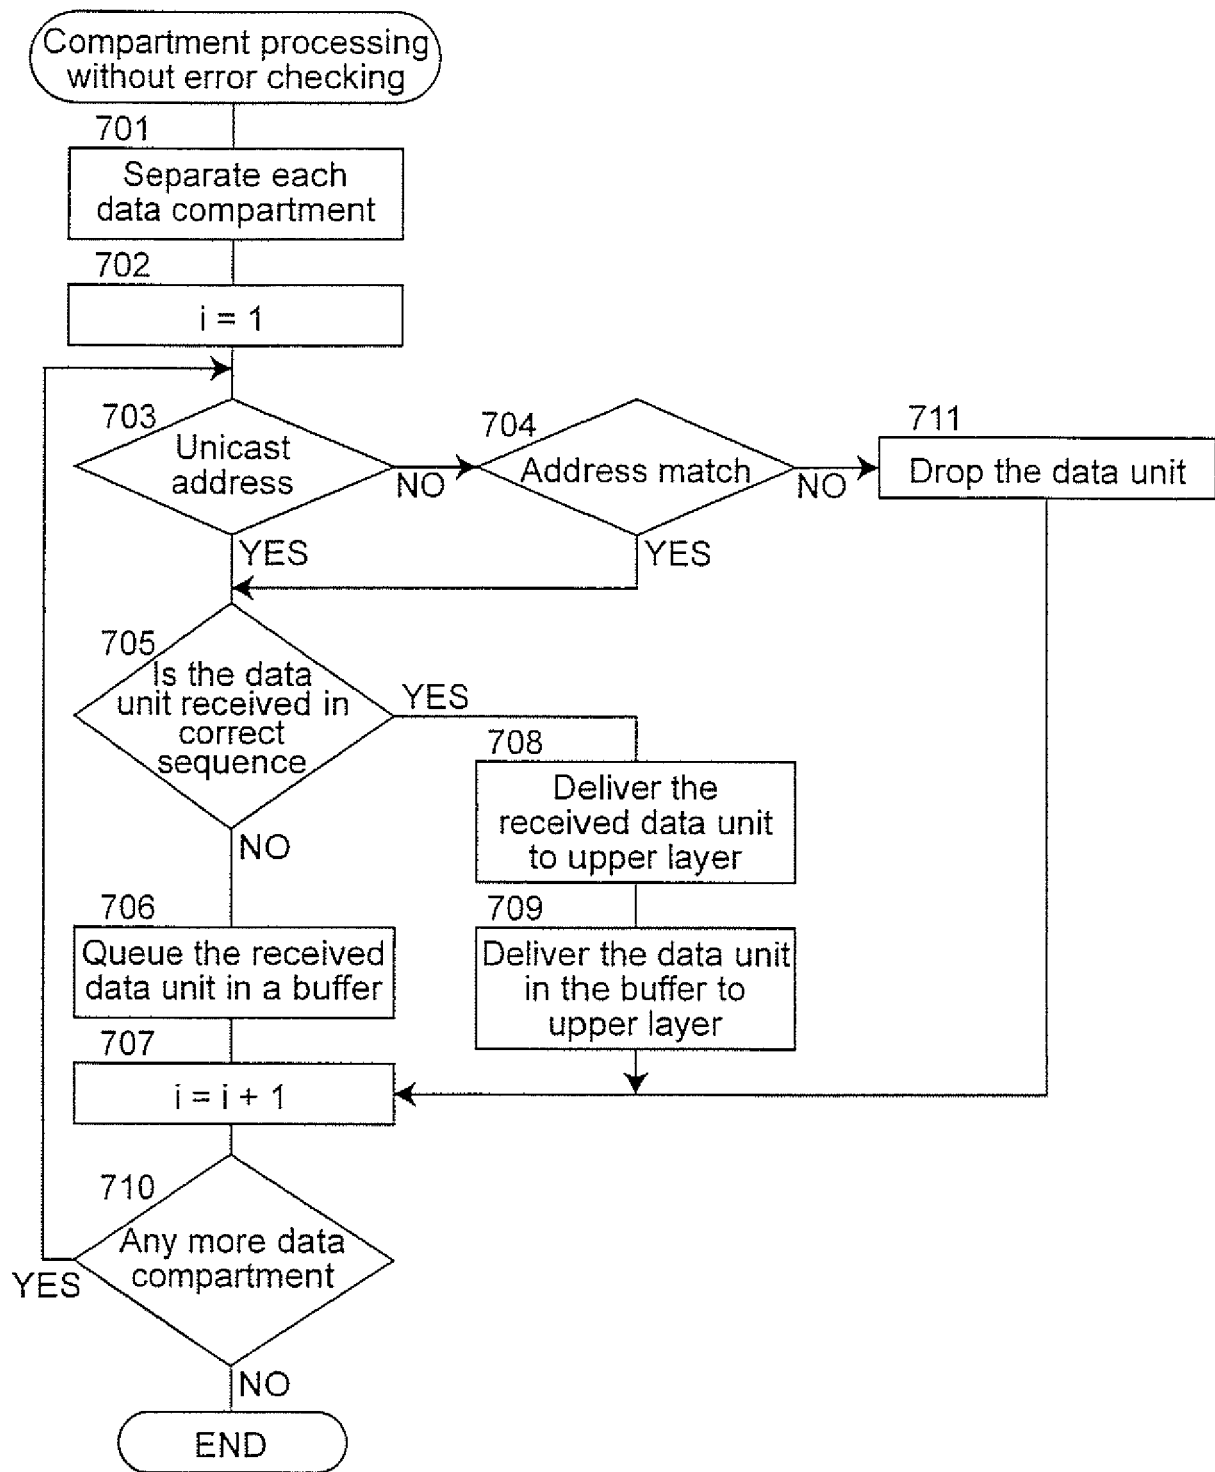 Compartment processing
without error checking
701
Separate each
data compartment
702
i = 1
703
Unicast
address
NO
YES
704
Address match
NO
YES
711
Drop the data unit
705
Is the data
unit received in
correct
sequence
YES
NO
708
Deliver the
received data unit
to upper layer
709
Deliver the data unit
in the buffer to
upper layer
706
Queue the received
data unit in a buffer
707
i = i + 1
710
Any more data
compartment
YES
NO
END